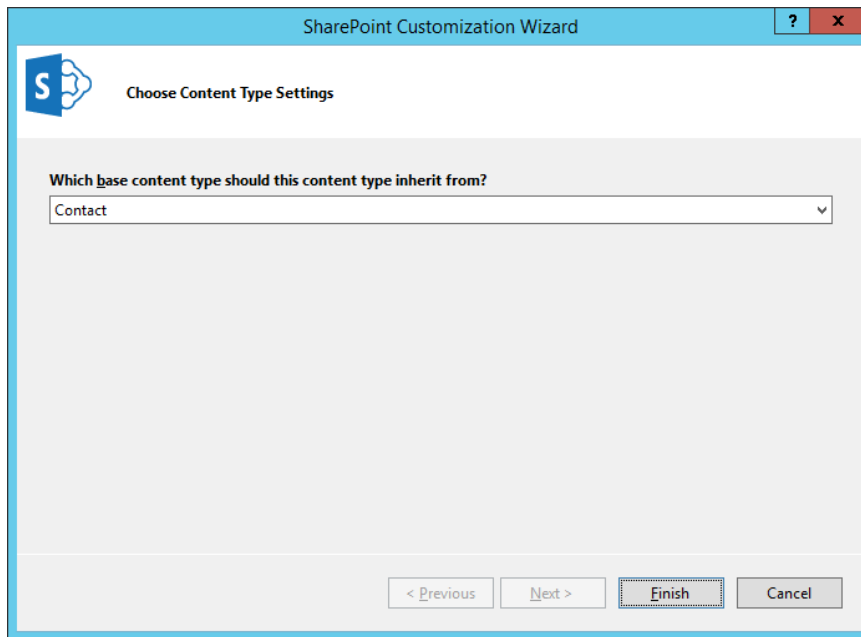 SharePoint Customization Wizard
? x
S
Choose Content Type Settings
Which base content type should this content type inherit from?
Contact
< Previous Next > Finish Cancel